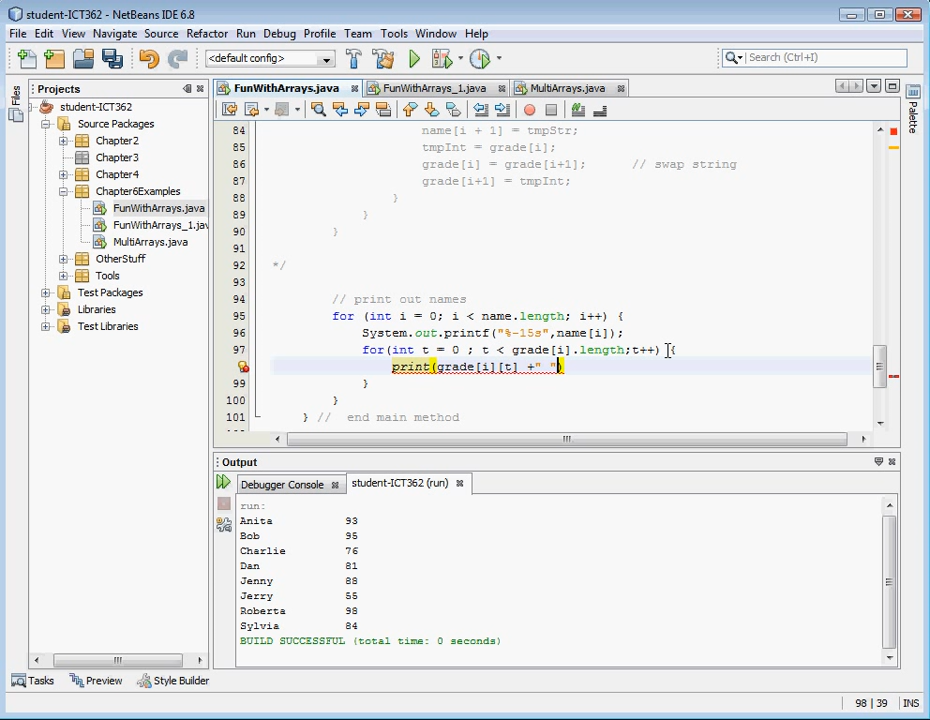 student-ICT362 - NetBeans IDE 6.8
File Edit View Navigate Source Refactor Run Debug Profile Team Tools Window Help
<default config>
Search (Ctrl+I)
Files
Projects
student-ICT362
Source Packages
Chapter2
Chapter3
Chapter4
Chapter6Examples
FunWithArrays.java
FunWithArrays_1.jav
MultiArrays.java
OtherStuff
Tools
Test Packages
Libraries
Test Libraries
FunWithArrays.java FunWithArrays_1.java MultiArrays.java
Palette
84 name[i + 1] = tmpStr;
85 tmpInt = grade[i];
86 grade[i] = grade[i+1]; // swap string
87 grade[i+1] = tmpInt;
88 }
89 }
90 }
91
92 */
93
94 // print out names
95 for (int i = 0; i < name.length; i++) {
96 System.out.printf("%-15s",name[i]);
97 for(int t = 0 ; t < grade[i].length;t++) {
print(grade[i][t] +" ")
99 }
100 }
101 } // end main method
Output
Debugger Console student-ICT362 (run)
run:
Anita 93
Bob 95
Charlie 76
Dan 81
Jenny 88
Jerry 55
Roberta 98
Sylvia 84
BUILD SUCCESSFUL (total time: 0 seconds)
Tasks Preview Style Builder
98 | 39 INS